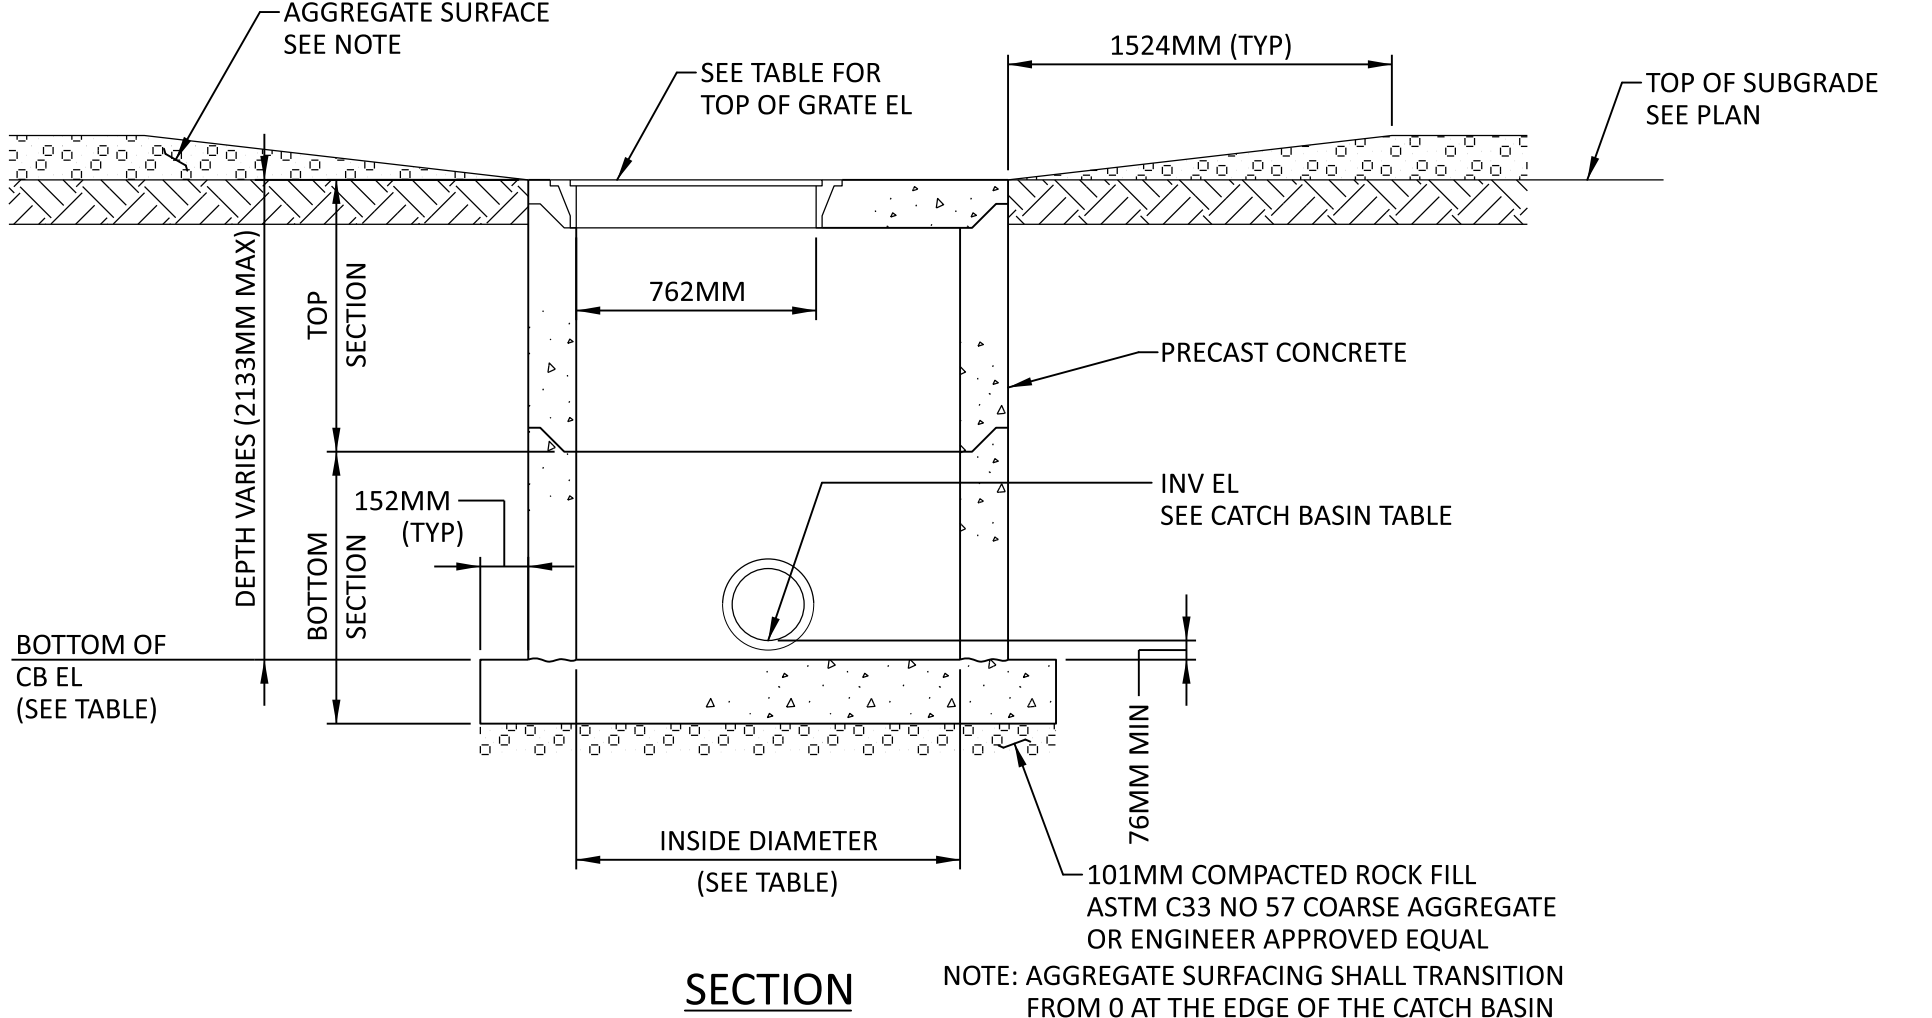 AGGREGATE SURFACE
SEE NOTE
SEE TABLE FOR
TOP OF GRATE EL
1524MM (TYP)
TOP OF SUBGRADE
SEE PLAN
DEPTH VARIES (2133MM MAX)
TOP
SECTION
762MM
PRECAST CONCRETE
152MM
(TYP)
INV EL
SEE CATCH BASIN TABLE
BOTTOM
SECTION
BOTTOM OF
CB EL
(SEE TABLE)
76MM MIN
INSIDE DIAMETER
(SEE TABLE)
101MM COMPACTED ROCK FILL
ASTM C33 NO 57 COARSE AGGREGATE
OR ENGINEER APPROVED EQUAL
SECTION
NOTE: AGGREGATE SURFACING SHALL TRANSITION
FROM 0 AT THE EDGE OF THE CATCH BASIN